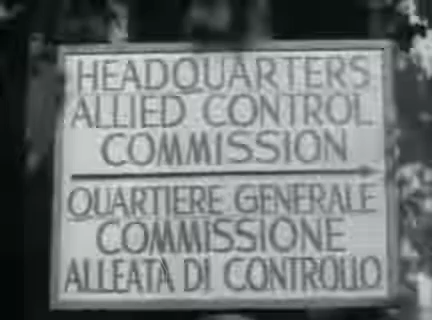 HEADQUARTERS
ALLIED CONTROL
COMMISSION
QUARTIERE GENERALE
COMMISSIONE
ALLEATA DI CONTROLLO